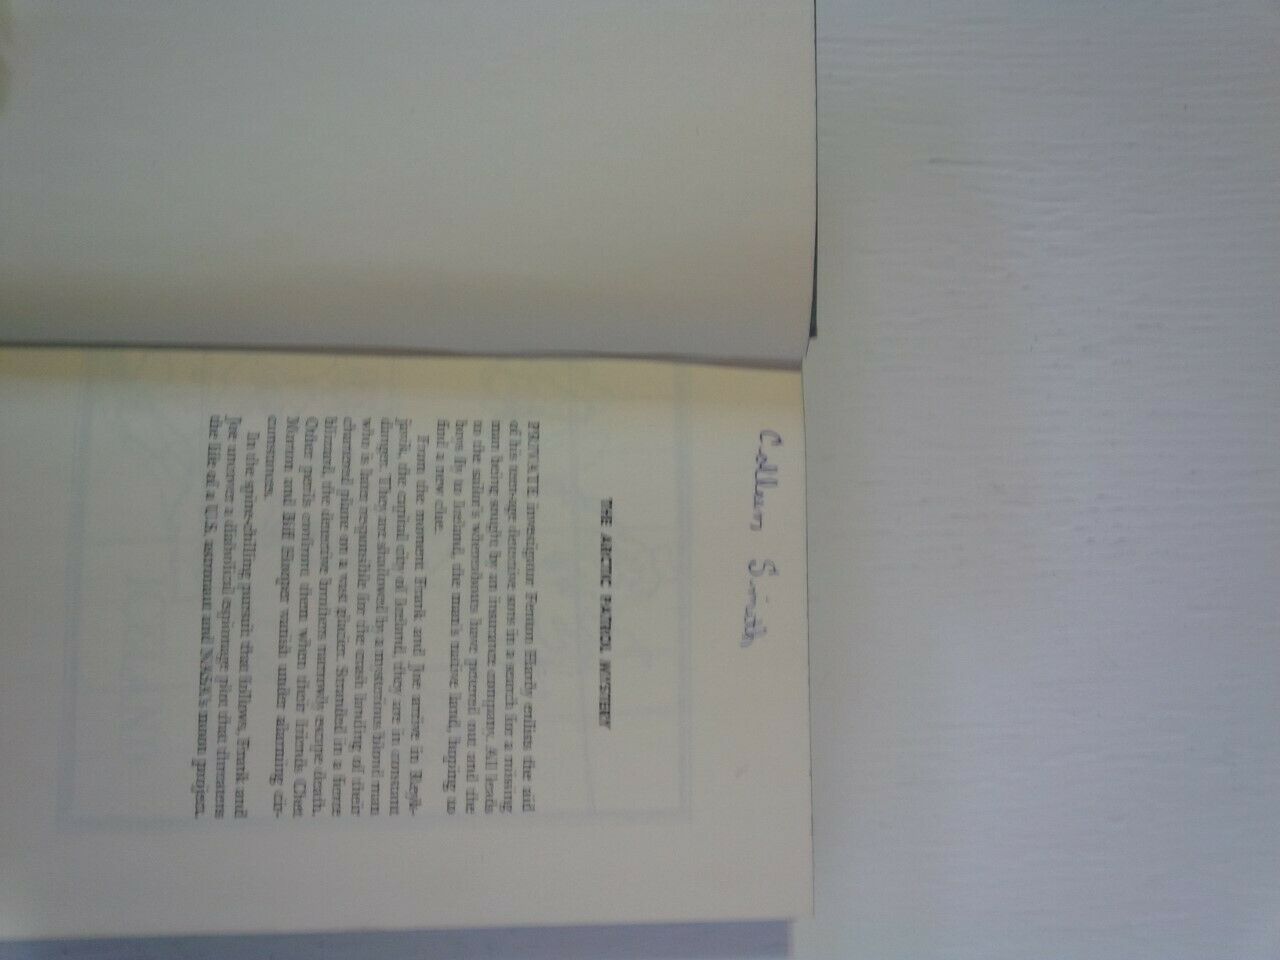 Colleen Smith
THE ARCTIC PATROL MYSTERY
PRIVATE investigator Fenton Hardy enlists the aid
of his teen-age detective sons in a search for a missing
man being sought by an insurance company. All leads
to the sailor's whereabouts have petered out and the
boys fly to Iceland, the man's native land, hoping to
find a new clue.
From the moment Frank and Joe arrive in Reyk-
javik, the capital city of Iceland, they are in constant
danger. They are shadowed by a mysterious blond man
who is later responsible for the crash landing of their
chartered plane on a vast glacier. Stranded in a fierce
blizzard, the detective brothers narrowly escape death.
Other perils confront them when their friends Chet
Morton and Biff Hooper vanish under alarming cir-
cumstances.
In the spine-chilling pursuit that follows, Frank and
Joe uncover a diabolical espionage plot that threatens
the life of a U.S. astronaut and NASA's moon project.